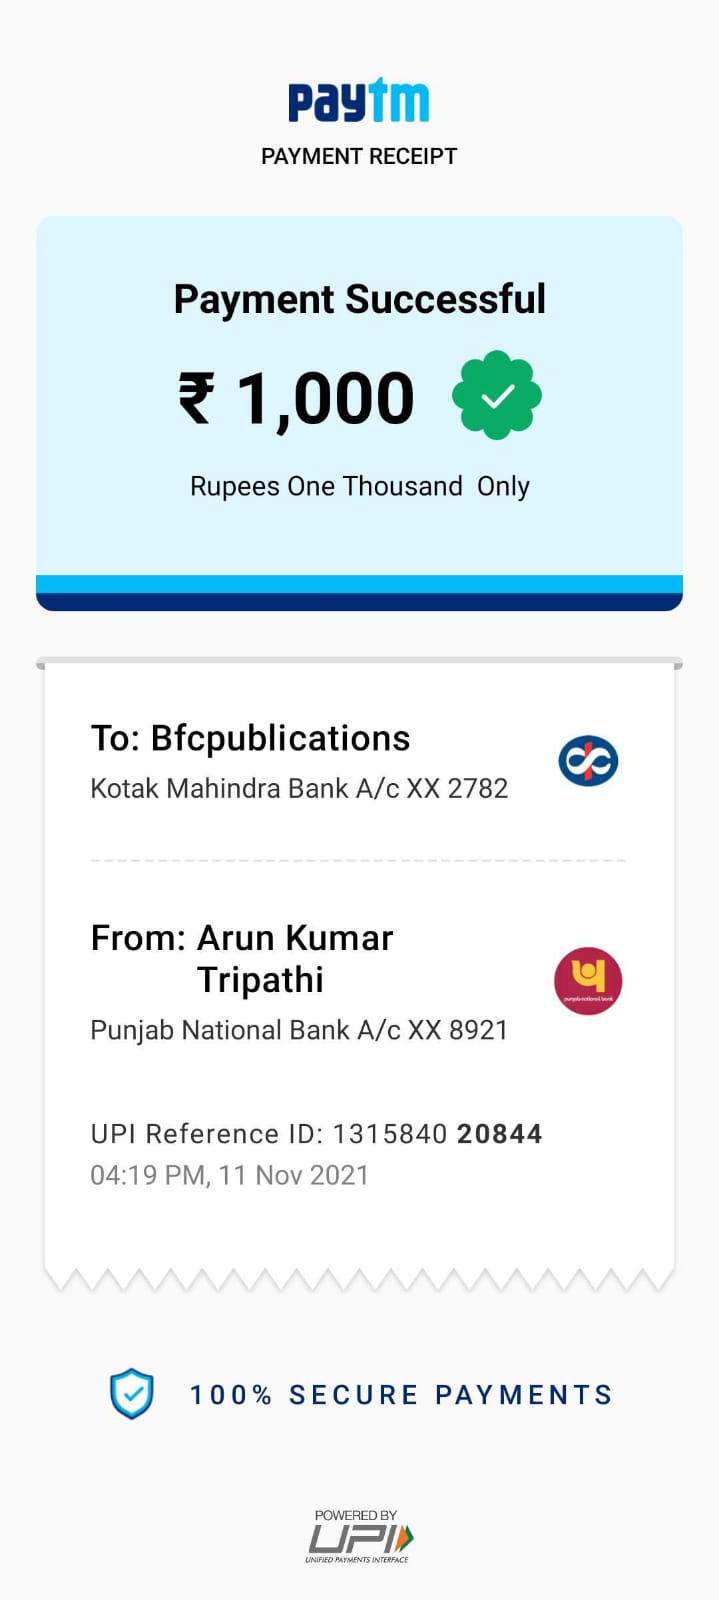 paytm
PAYMENT RECEIPT
Payment Successful
₹ 1,000
Rupees One Thousand Only
To: Bfcpublications
Kotak Mahindra Bank A/c XX 2782
From: Arun Kumar
Tripathi
punjab national bank
Punjab National Bank A/c XX 8921
UPI Reference ID: 1315840 20844
04:19 PM, 11 Nov 2021
100% SECURE PAYMENTS
POWERED BY
UPI
UNIFIED PAYMENTS INTERFACE